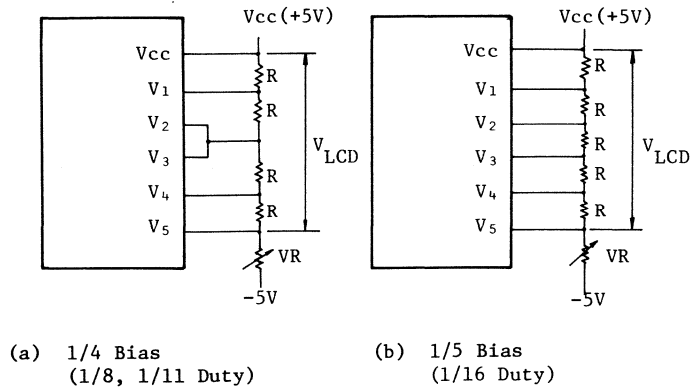 Vcc(+5V)
Vcc
R
V1
R
V2
V3
VLCD
R
V4
R
V5
VR
-5V
(a) 1/4 Bias
(1/8, 1/11 Duty)
Vcc(+5V)
Vcc
R
V1
R
V2
R
V3
VLCD
R
V4
R
V5
VR
-5V
(b) 1/5 Bias
(1/16 Duty)